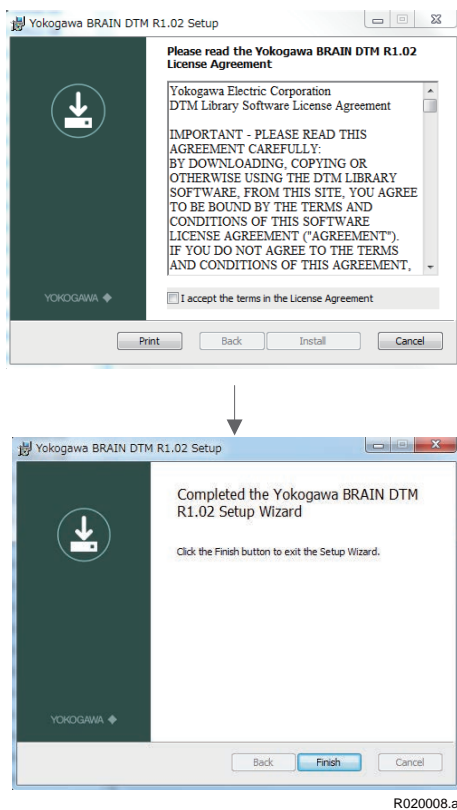 Yokogawa BRAIN DTM R1.02 Setup
Please read the Yokogawa BRAIN DTM R1.02
License Agreement
Yokogawa Electric Corporation
DTM Library Software License Agreement
IMPORTANT - PLEASE READ THIS
AGREEMENT CAREFULLY:
BY DOWNLOADING, COPYING OR
OTHERWISE USING THE DTM LIBRARY
SOFTWARE, FROM THIS SITE, YOU AGREE
TO BE BOUND BY THE TERMS AND
CONDITIONS OF THIS SOFTWARE
LICENSE AGREEMENT ("AGREEMENT").
IF YOU DO NOT AGREE TO THE TERMS
AND CONDITIONS OF THIS AGREEMENT,
YOKOGAWA
I accept the terms in the License Agreement
Print Back Install Cancel
Yokogawa BRAIN DTM R1.02 Setup
Completed the Yokogawa BRAIN DTM
R1.02 Setup Wizard
Click the Finish button to exit the Setup Wizard.
YOKOGAWA
Back Finish Cancel
R020008.a